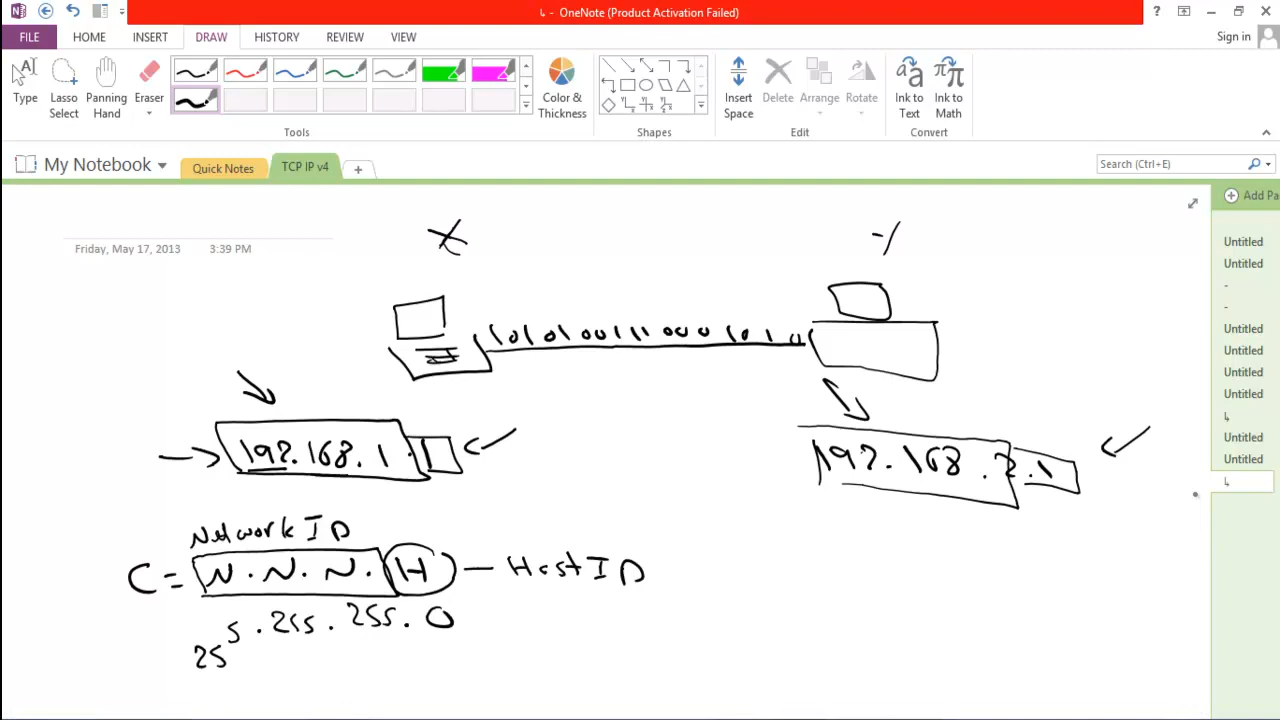 ↳ - OneNote (Product Activation Failed)
FILE HOME INSERT DRAW HISTORY REVIEW VIEW
Sign in
Type
Lasso Select
Panning Hand
Eraser
Color & Thickness
Insert Space
Delete
Arrange
Rotate
Ink to Text
Ink to Math
Tools
Shapes
Edit
Convert
My Notebook
Quick Notes
TCP IP v4
Search (Ctrl+E)
Add Pa
Untitled
Untitled
-
-
Untitled
Untitled
Untitled
Untitled
↳
Untitled
Untitled
↳
Friday, May 17, 2013 3:39 PM
X Y
192.168.1.1
192.168.2.1
Network ID
C = N.N.N.H - Host ID
255.255.255.0